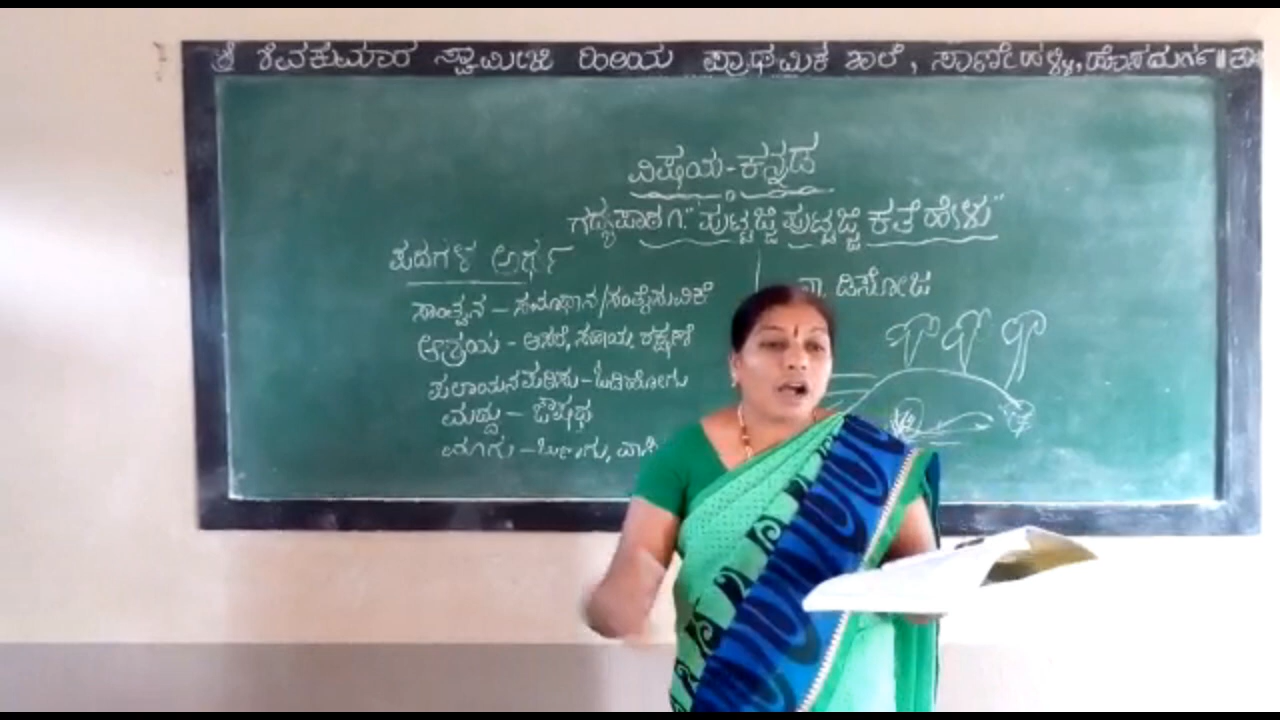 ಶ್ರೀ ಶಿವಕುಮಾರ ಸ್ವಾಮೀಜಿ ಹಿರಿಯ ಪ್ರಾಥಮಿಕ ಶಾಲೆ, ಸಾಣೇಹಳ್ಳಿ, ಹೊಸದುರ್ಗ॥ ತಾ
ವಿಷಯ-ಕನ್ನಡ
ಗದ್ಯಪಾಠ ೧. "ಪುಟ್ಟಜ್ಜಿ ಪುಟ್ಟಜ್ಜಿ ಕತೆ ಹೇಳು"
ಪದಗಳ ಅರ್ಥ
ನಾ. ಡಿಸೋಜ
ಸಾಂತ್ವನ - ಸಮಾಧಾನ/ಸಂತೈಸುವಿಕೆ
ಆಶ್ರಯ - ಆಸರೆ, ಸಹಾಯ, ರಕ್ಷಣೆ
ಪಲಾಯನ ಮಾಡಿಸು - ಓಡಿಹೋಗು
ಮದ್ದು - ಔಷಧ